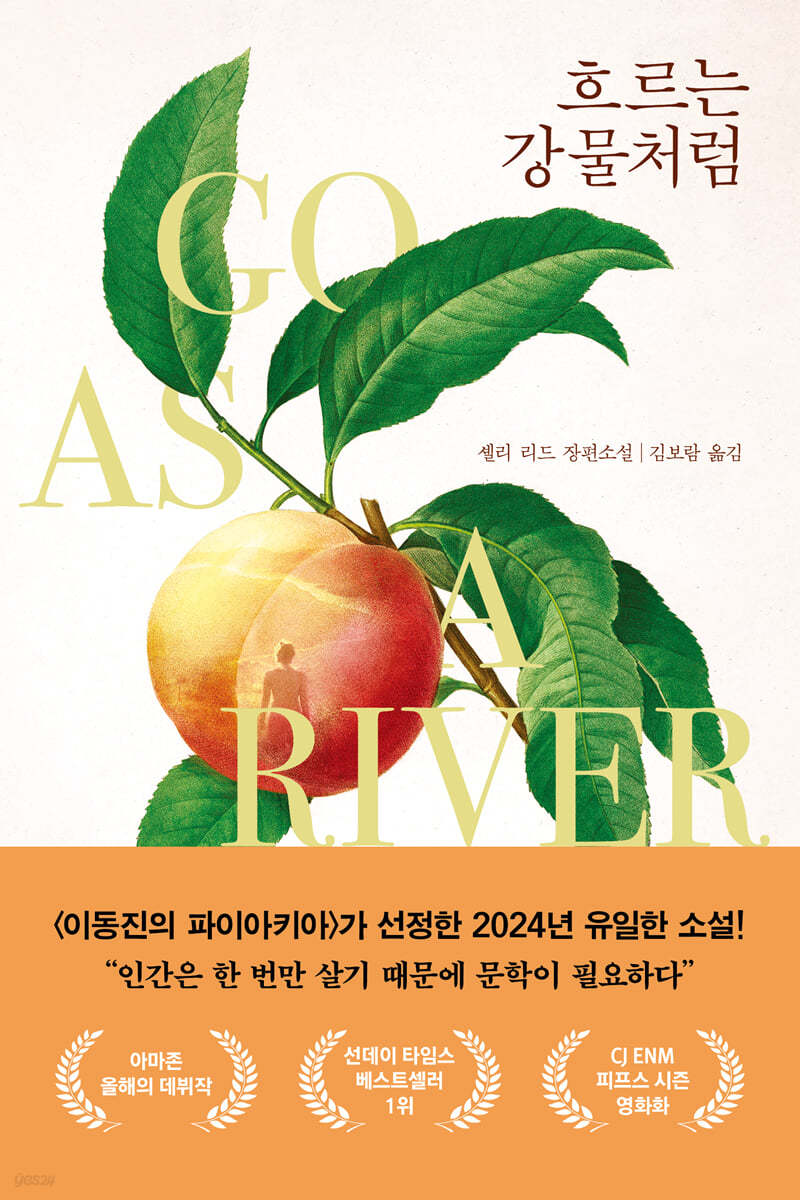 흐르는
강물처럼
GO
AS
셸리 리드 장편소설 | 김보람 옮김
A
RIVER
〈이동진의 파이아키아〉가 선정한 2024년 유일한 소설!
“인간은 한 번만 살기 때문에 문학이 필요하다”
아마존
올해의 데뷔작
선데이 타임스
베스트셀러
1위
CJ ENM
피프스 시즌
영화화
yes24